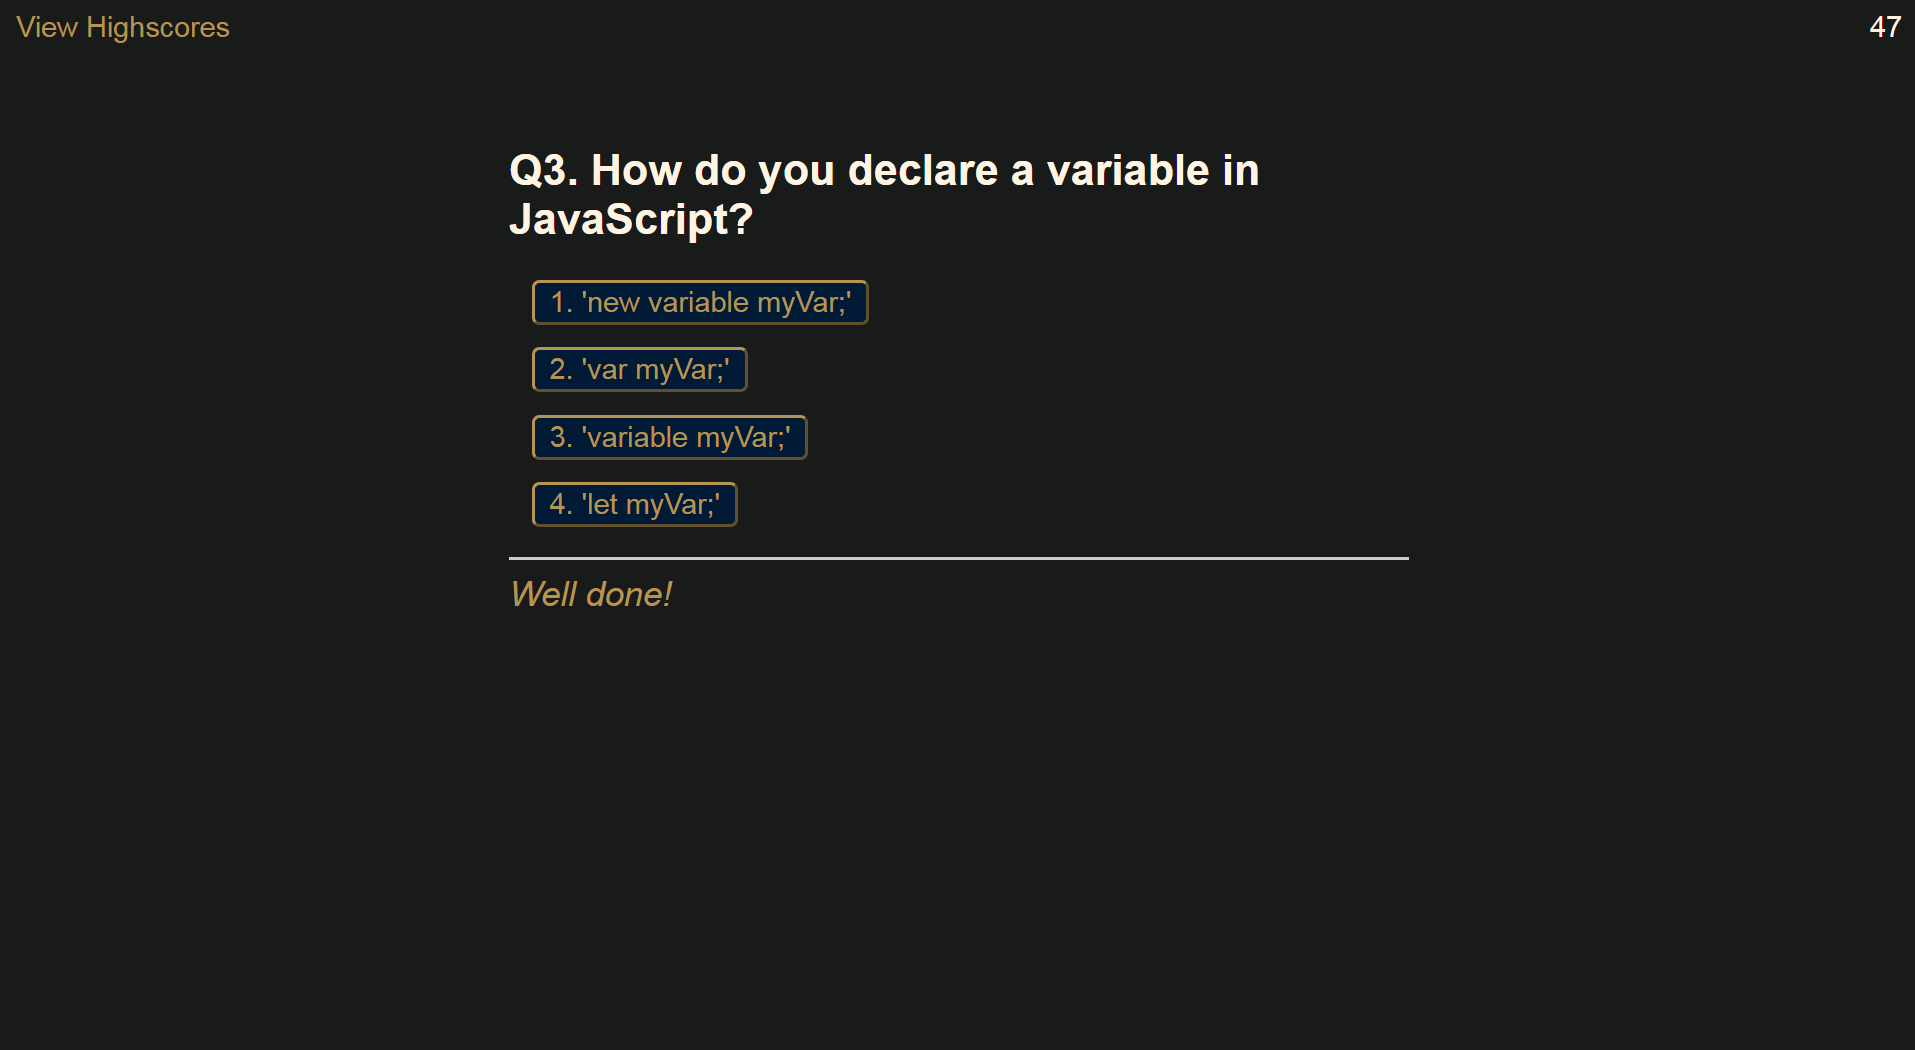 View Highscores
47
Q3. How do you declare a variable in
JavaScript?
1. 'new variable myVar;'
2. 'var myVar;'
3. 'variable myVar;'
4. 'let myVar;'
Well done!